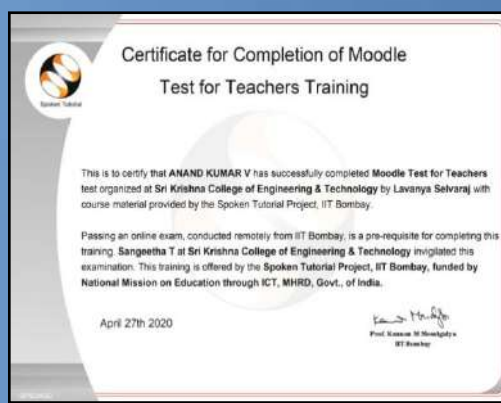 Certificate for Completion of Moodle
Test for Teachers Training
Spoken Tutorial
This is to certify that ANAND KUMAR V has successfully completed Moodle Test for Teachers
test organized at Sri Krishna College of Engineering & Technology by Lavanya Selvaraj with
course material provided by the Spoken Tutorial Project, IIT Bombay.
Passing an online exam, conducted remotely from IIT Bombay, is a pre-requisite for completing this
training. Sangeetha T at Sri Krishna College of Engineering & Technology invigilated this
examination. This training is offered by the Spoken Tutorial Project, IIT Bombay, funded by
National Mission on Education through ICT, MHRD, Govt., of India.
April 27th 2020
Prof. Kannan M Moudgalya
IIT Bombay